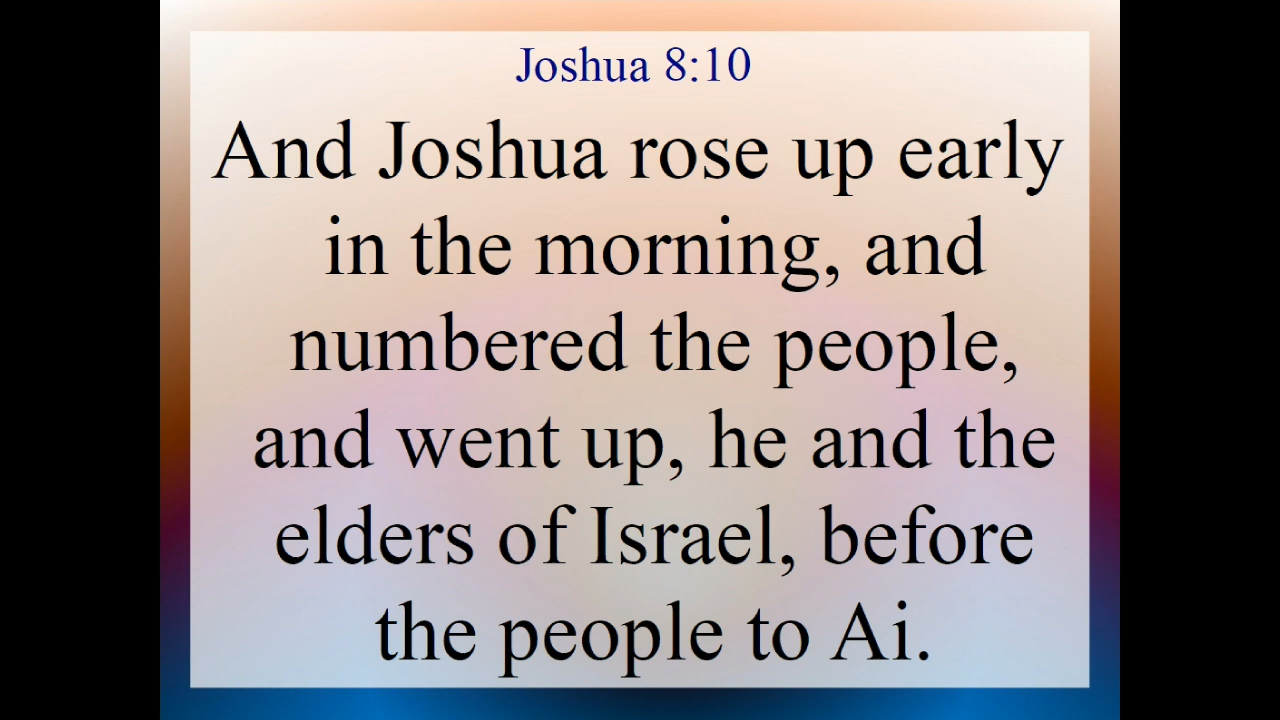 Joshua 8:10
And Joshua rose up early
in the morning, and
numbered the people,
and went up, he and the
elders of Israel, before
the people to Ai.